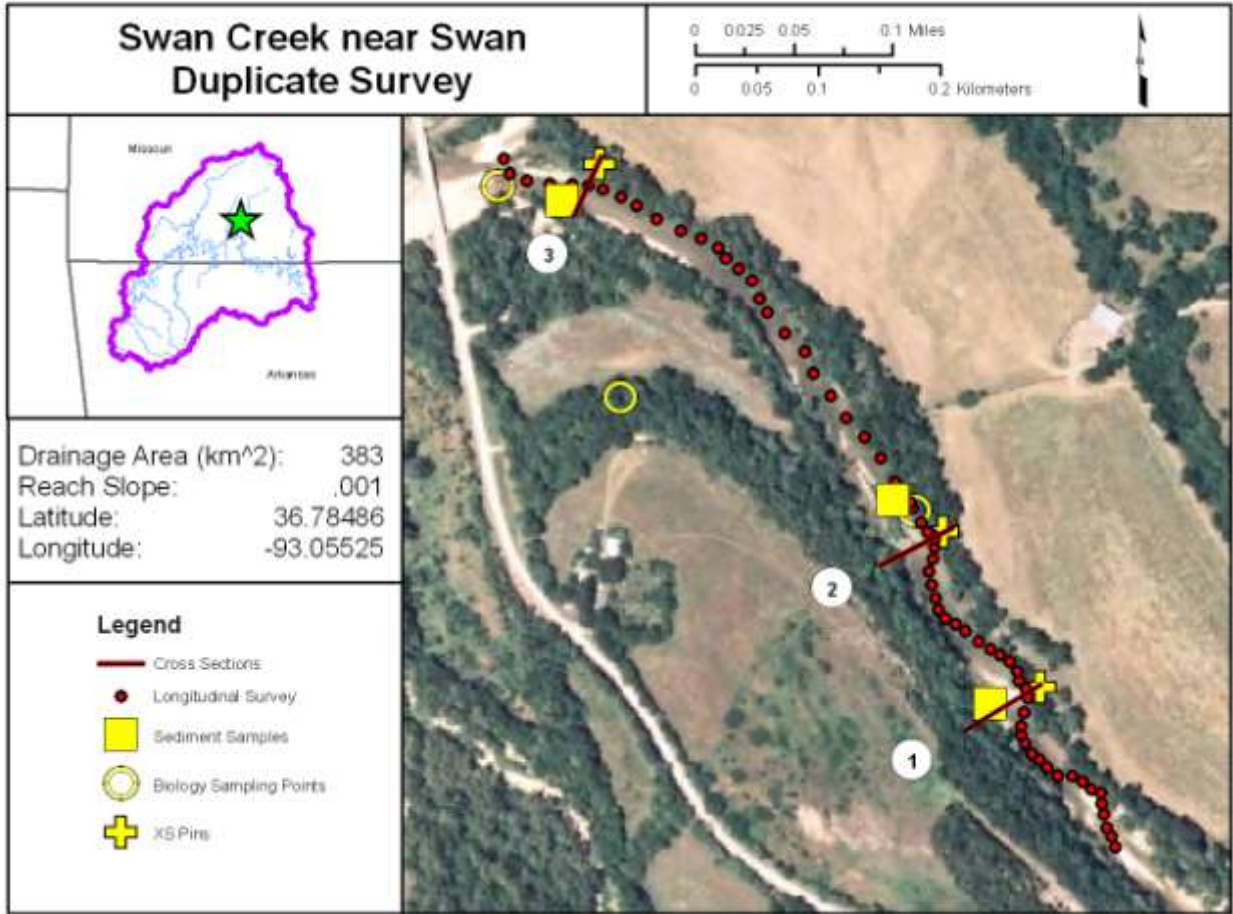 Swan Creek near Swan
Duplicate Survey
0 0.025 0.05 0.1 Miles
0 0.05 0.1 0.2 Kilometers
Missouri
Arkansas
Drainage Area (km^2): 383
Reach Slope: .001
Latitude: 36.78486
Longitude: -93.05525
Legend
Cross Sections
Longitudinal Survey
Sediment Samples
Biology Sampling Points
XS Pins
3
2
1